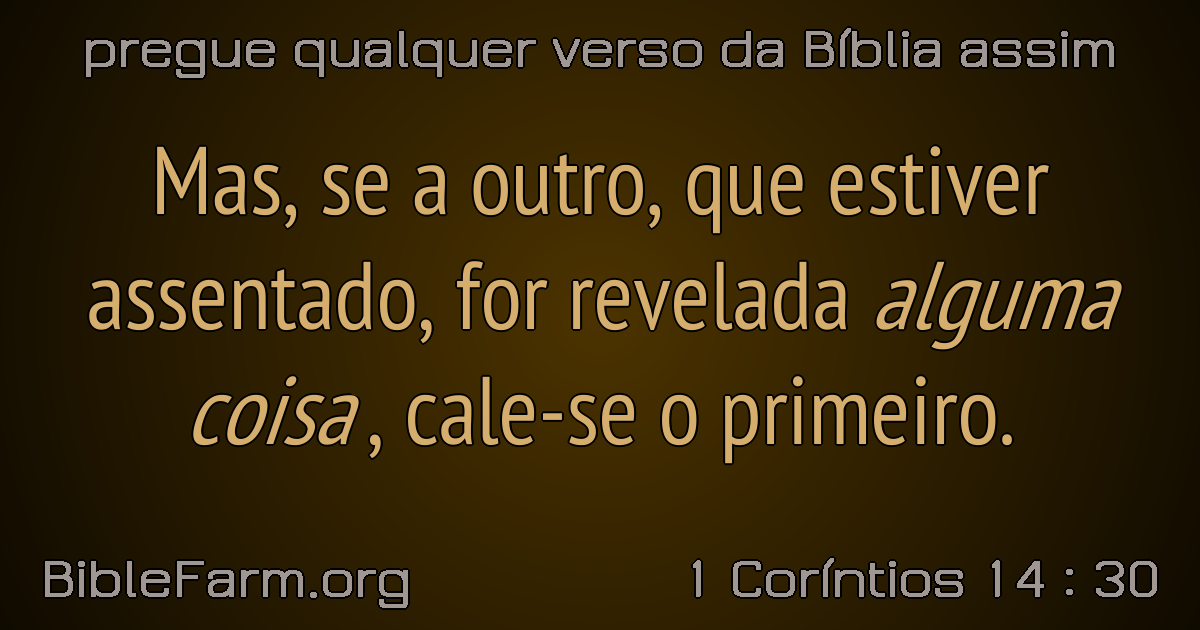 pregue qualquer verso da Bíblia assim
Mas, se a outro, que estiver
assentado, for revelada alguma
coisa , cale-se o primeiro.
BibleFarm.org
1 Coríntios 14 : 30